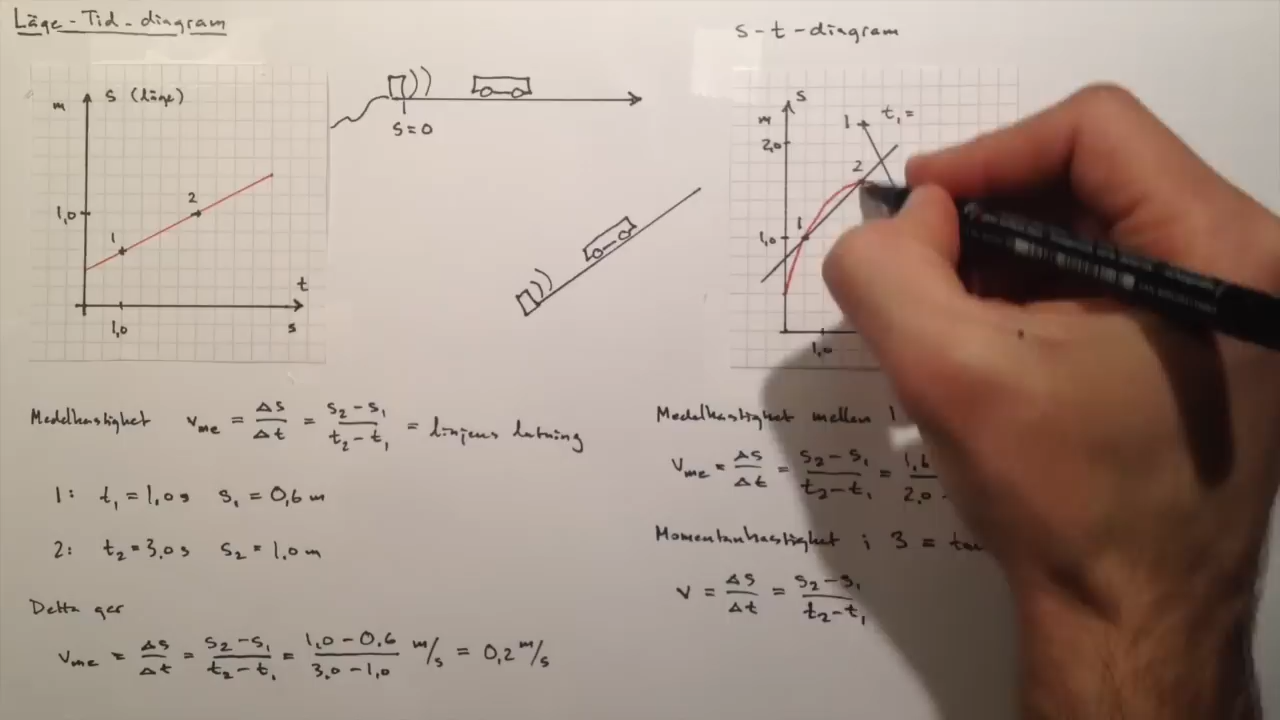 Läge-Tid-diagram
m s (läge)
1,0
1
2
t
1,0 s
s=0
Medelhastighet v_me = Δs/Δt = (s₂-s₁)/(t₂-t₁) = linjens lutning
1: t₁ = 1,0 s s₁ = 0,6 m
2: t₂ = 3,0 s s₂ = 1,0 m
Detta ger
v_me = Δs/Δt = (s₂-s₁)/(t₂-t₁) = (1,0-0,6)/(3,0-1,0) m/s = 0,2 m/s
s-t-diagram
s
m
2,0
1 t₁ =
2
1
1,0
1,0
Medelhastighet mellan 1
v_me = Δs/Δt = (s₂-s₁)/(t₂-t₁) = 1,6 / 2,0 -
Momentanhastighet i 3 =
v = Δs/Δt = (s₂-s₁)/(t₂-t₁)